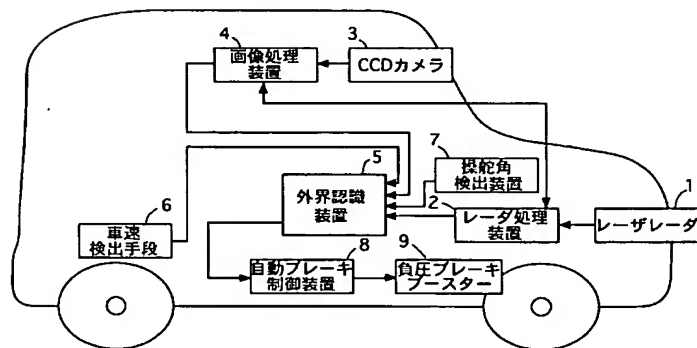 4
画像処理
装置
3
CCDカメラ
7
操舵角
検出装置
5
外界認識
装置
2
レーダ処理
装置
1
レーザレーダ
6
車速
検出手段
8
自動ブレーキ
制御装置
9
負圧ブレーキ
ブースター